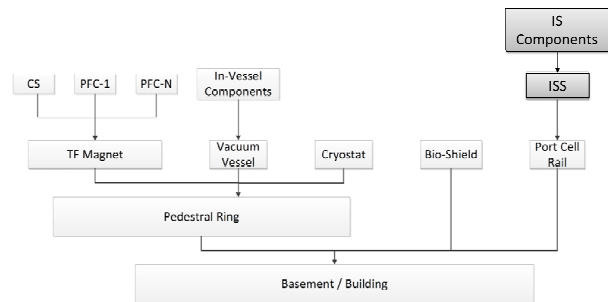 IS
Components
CS
PFC-1
PFC-N
In-Vessel
Components
ISS
TF Magnet
Vacuum
Vessel
Cryostat
Bio-Shield
Port Cell
Rail
Pedestral Ring
Basement / Building